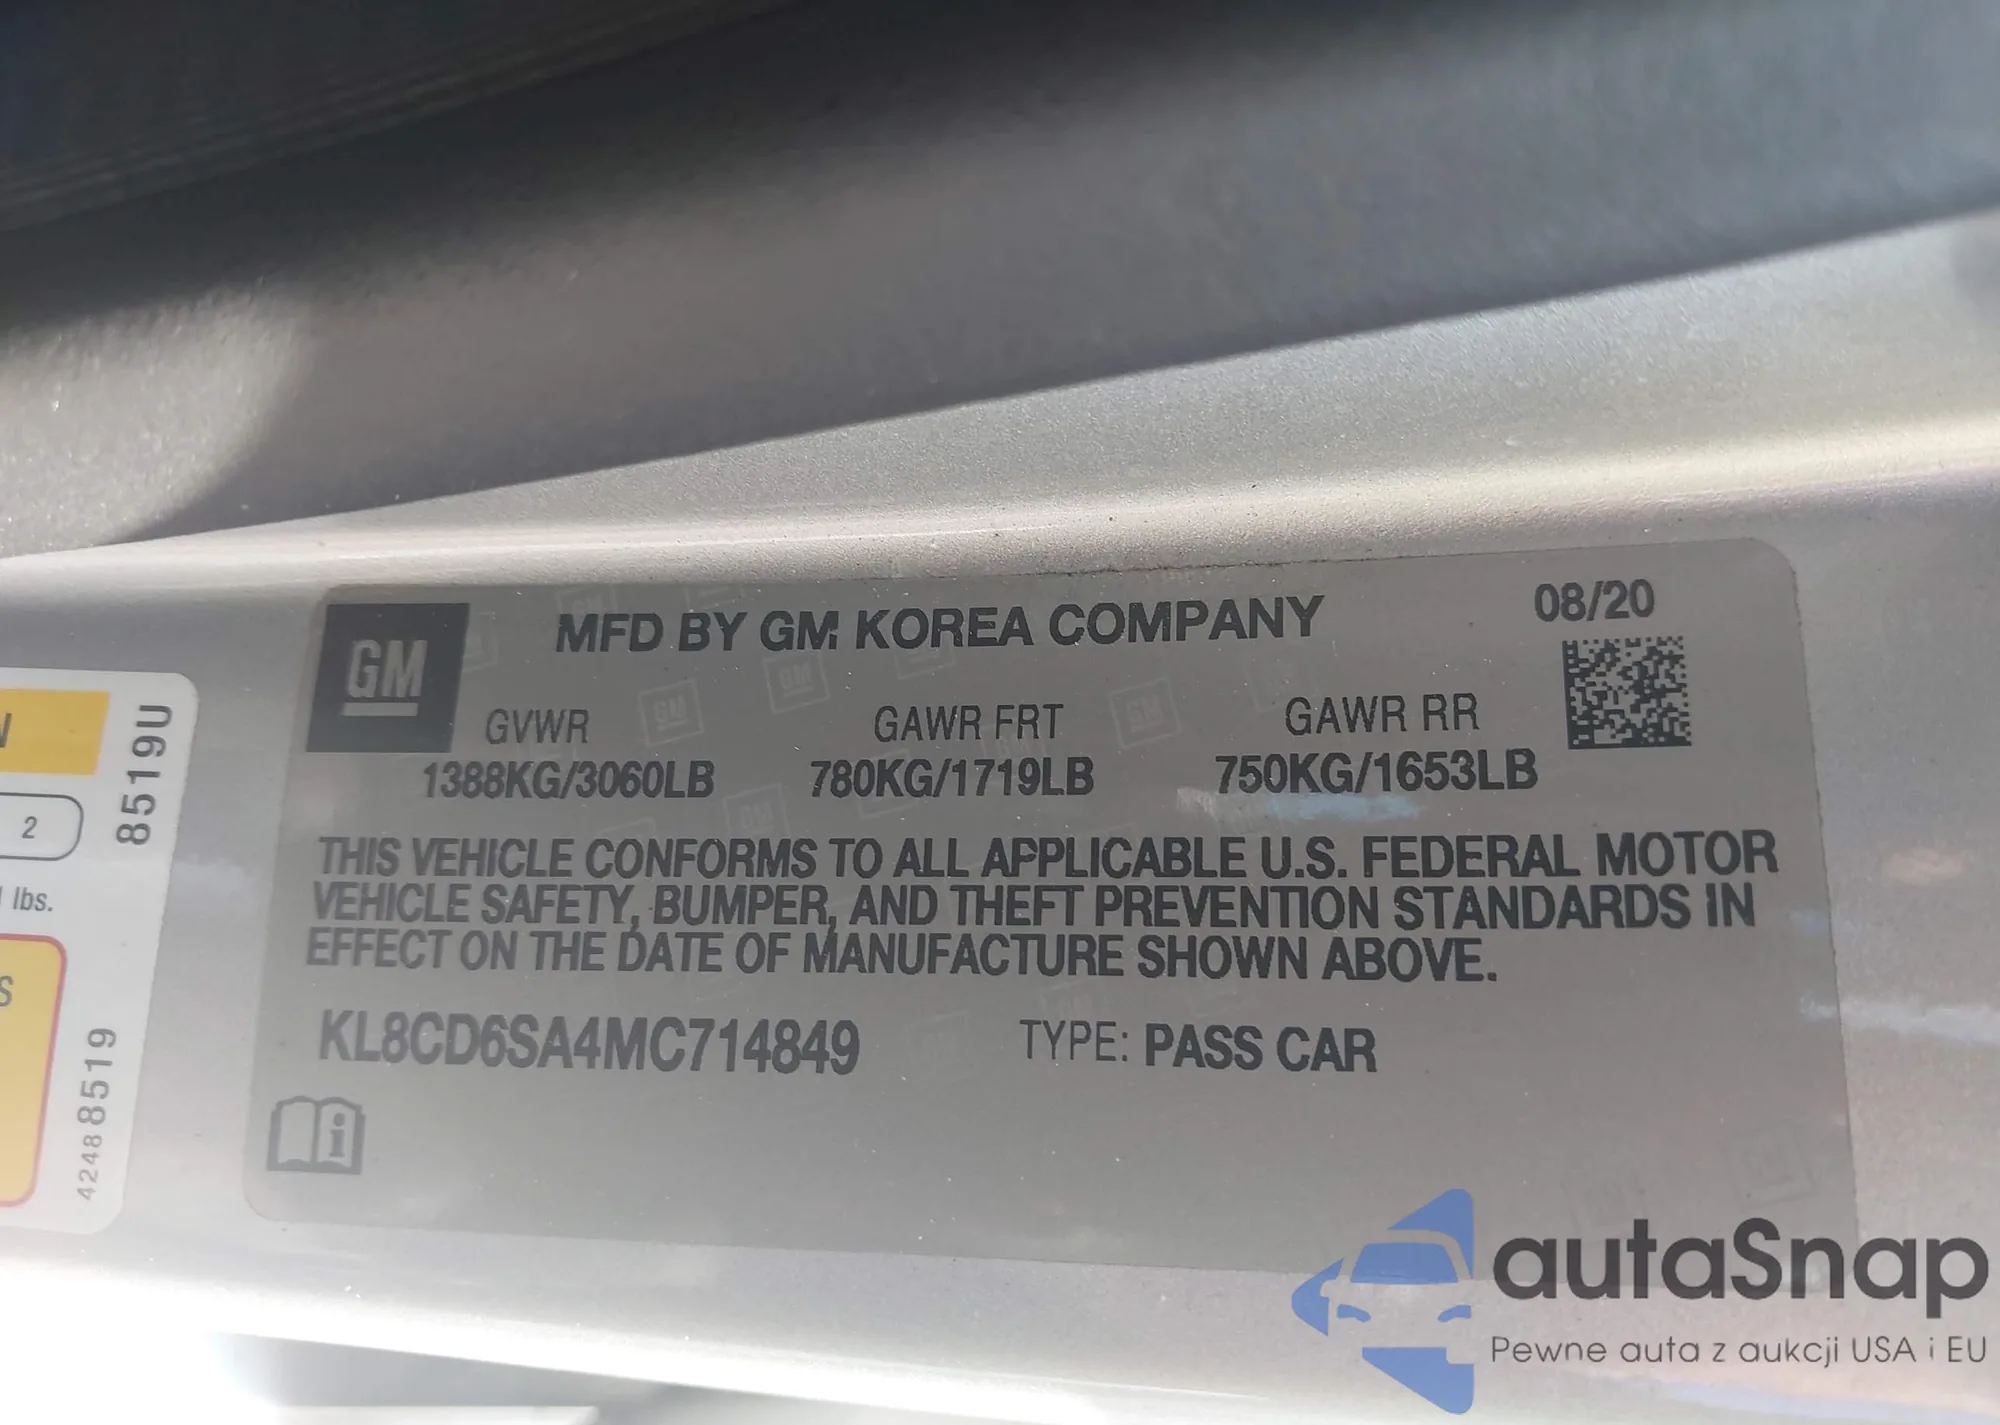 GM
MFD BY GM KOREA COMPANY
08/20
GVWR GAWR FRT GAWR RR
1388KG/3060LB 780KG/1719LB 750KG/1653LB
THIS VEHICLE CONFORMS TO ALL APPLICABLE U.S. FEDERAL MOTOR
VEHICLE SAFETY, BUMPER, AND THEFT PREVENTION STANDARDS IN
EFFECT ON THE DATE OF MANUFACTURE SHOWN ABOVE.
KL8CD6SA4MC714849 TYPE: PASS CAR
8519U
2
lbs.
S
42488519
autaSnap
Pewne auta z aukcji USA i EU